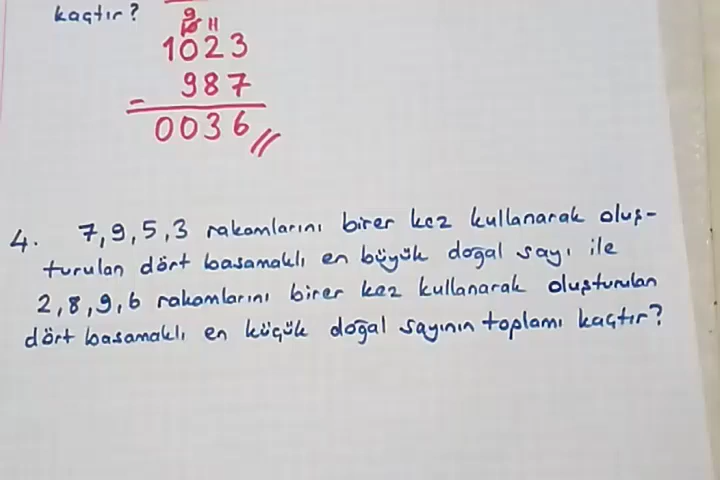 kaçtır?
9
10 11
1023
- 987
0036 //
4. 7,9,5,3 rakamlarını birer kez kullanarak oluş-
turulan dört basamaklı en büyük doğal sayı ile
2,8,9,6 rakamlarını birer kez kullanarak oluşturulan
dört basamaklı en küçük doğal sayının toplamı kaçtır?